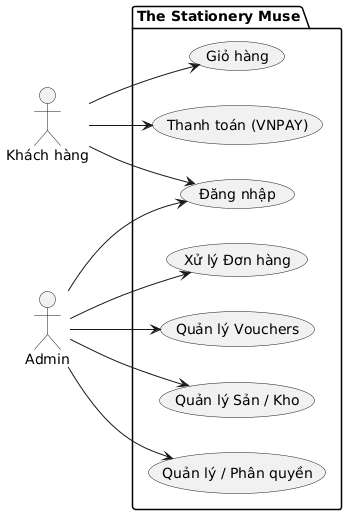 The Stationery Muse
Giỏ hàng
Thanh toán (VNPAY)
Khách hàng
Đăng nhập
Xử lý Đơn hàng
Quản lý Vouchers
Admin
Quản lý Sản / Kho
Quản lý / Phân quyền